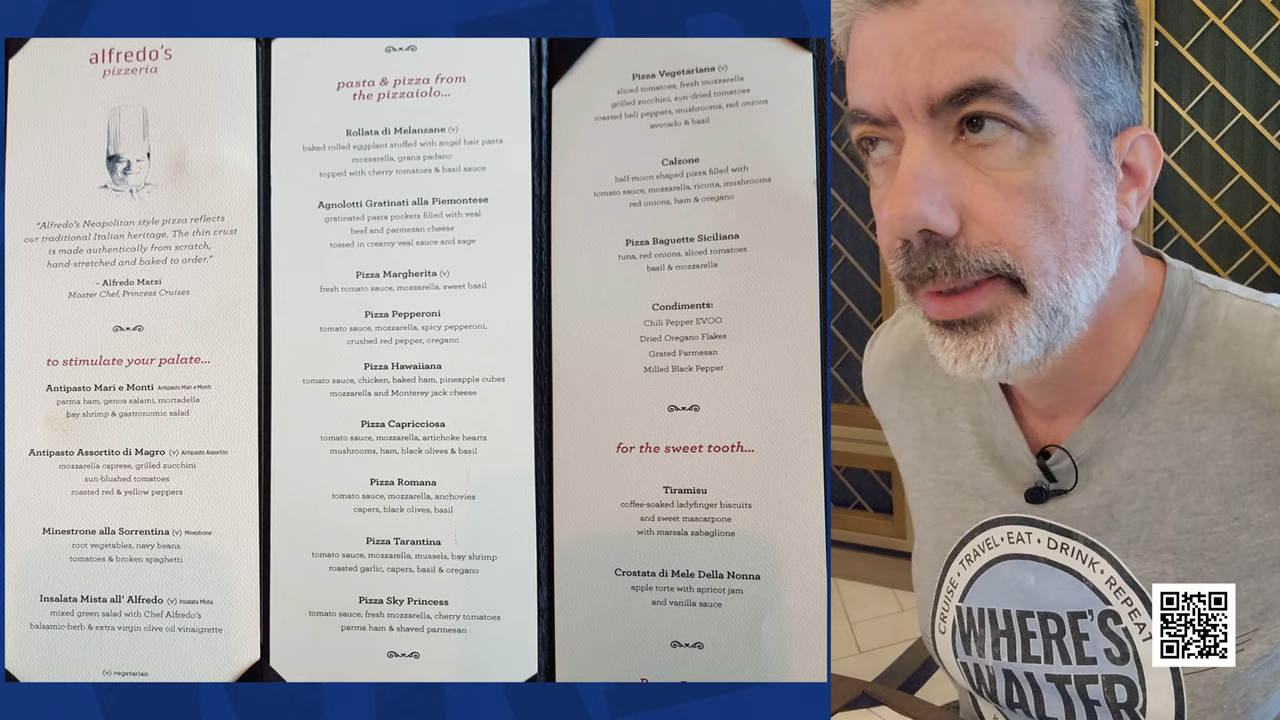 alfredo's
pizzeria
"Alfredo's Neapolitan style pizza reflects
our traditional Italian heritage. The thin crust
is made authentically from scratch,
hand-stretched and baked to order."
- Alfredo Marzi
Master Chef, Princess Cruises
to stimulate your palate...
Antipasto Mari e Monti Antipasto Mari e Monti
parma ham, genoa salami, mortadella
bay shrimp & gastronomic salad
Antipasto Assortito di Magro (v) Antipasto Assortito
mozzarella caprese, grilled zucchini
sun-blushed tomatoes
roasted red & yellow peppers
Minestrone alla Sorrentina (v) Minestrone
root vegetables, navy beans
tomatoes & broken spaghetti
Insalata Mista all' Alfredo (v) Insalata Mista
mixed green salad with Chef Alfredo's
balsamic-herb & extra virgin olive oil vinaigrette
(v) vegetarian
pasta & pizza from
the pizzaiolo...
Rollata di Melanzane (v)
baked rolled eggplant stuffed with angel hair pasta
mozzarella, grana padano
topped with cherry tomatoes & basil sauce
Agnolotti Gratinati alla Piemontese
gratinated pasta pockets filled with veal
beef and parmesan cheese
tossed in creamy veal sauce and sage
Pizza Margherita (v)
fresh tomato sauce, mozzarella, sweet basil
Pizza Pepperoni
tomato sauce, mozzarella, spicy pepperoni,
crushed red pepper, oregano
Pizza Hawaiiana
tomato sauce, chicken, baked ham, pineapple cubes
mozzarella and Monterey jack cheese
Pizza Capricciosa
tomato sauce, mozzarella, artichoke hearts
mushrooms, ham, black olives & basil
Pizza Romana
tomato sauce, mozzarella, anchovies
capers, black olives, basil
Pizza Tarantina
tomato sauce, mozzarella, mussels, bay shrimp
roasted garlic, capers, basil & oregano
Pizza Sky Princess
tomato sauce, fresh mozzarella, cherry tomatoes
parma ham & shaved parmesan
Pizza Vegetariana (v)
sliced tomatoes, fresh mozzarella
grilled zucchini, sun-dried tomatoes
roasted bell peppers, mushrooms, red onions
avocado & basil
Calzone
half-moon shaped pizza filled with
tomato sauce, mozzarella, ricotta, mushrooms
red onions, ham & oregano
Pizza Baguette Siciliana
tuna, red onions, sliced tomatoes
basil & mozzarella
Condiments:
Chili Pepper EVOO
Dried Oregano Flakes
Grated Parmesan
Milled Black Pepper
for the sweet tooth...
Tiramisu
coffee-soaked ladyfinger biscuits
and sweet mascarpone
with marsala zabaglione
Crostata di Mele Della Nonna
apple torte with apricot jam
and vanilla sauce
CRUISE • TRAVEL • EAT • DRINK • REPEAT
WHERE'S
WALTER